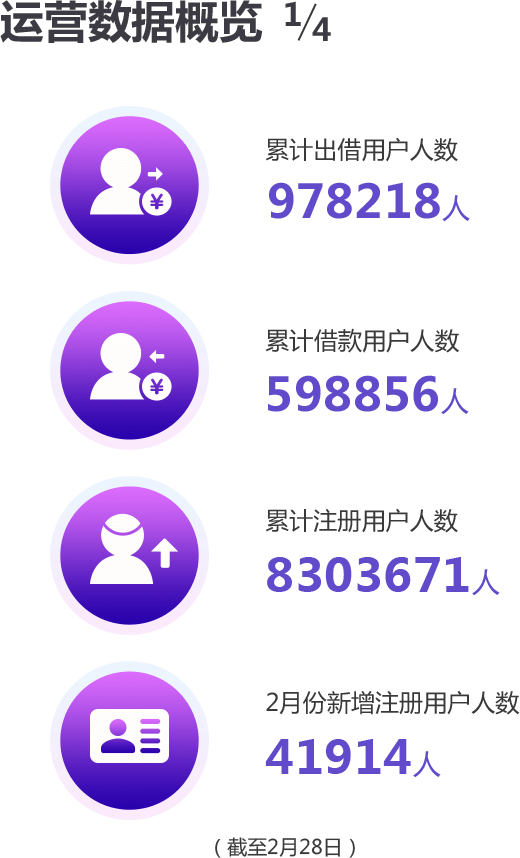 运营数据概览 1/4
累计出借用户人数
978218人
¥
累计借款用户人数
598856人
¥
累计注册用户人数
8303671人
2月份新增注册用户人数
41914人
（截至2月28日）